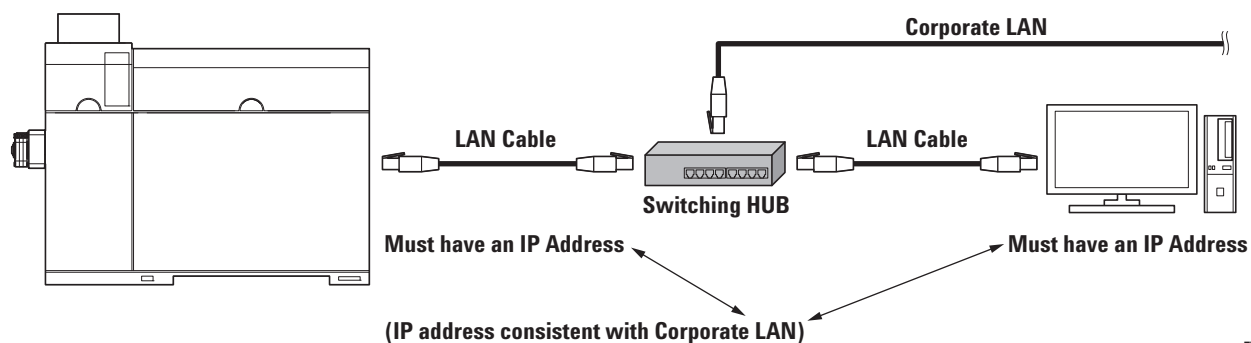 Corporate LAN
LAN Cable
LAN Cable
Switching HUB
Must have an IP Address
Must have an IP Address
(IP address consistent with Corporate LAN)